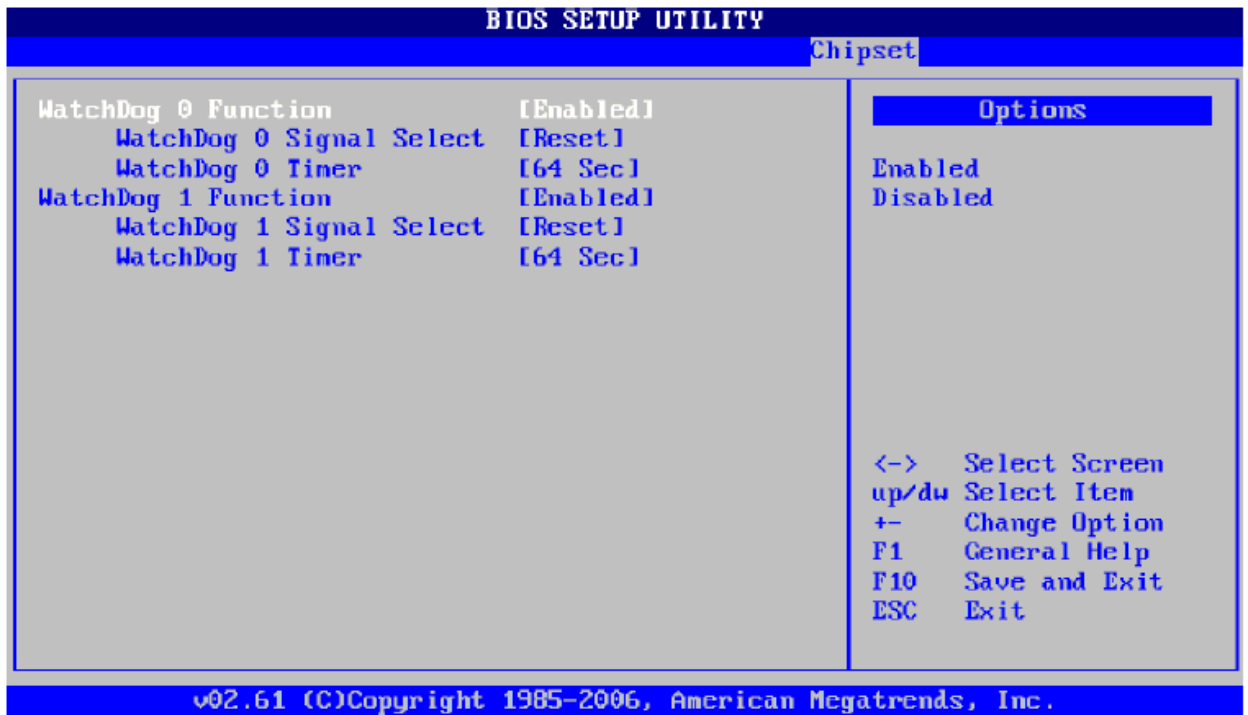 BIOS SETUP UTILITY
Chipset
WatchDog 0 Function [Enabled]
WatchDog 0 Signal Select [Reset]
WatchDog 0 Timer [64 Sec]
WatchDog 1 Function [Enabled]
WatchDog 1 Signal Select [Reset]
WatchDog 1 Timer [64 Sec]
Options
Enabled
Disabled
<-> Select Screen
up/dw Select Item
+- Change Option
F1 General Help
F10 Save and Exit
ESC Exit
v02.61 (C)Copyright 1985-2006, American Megatrends, Inc.